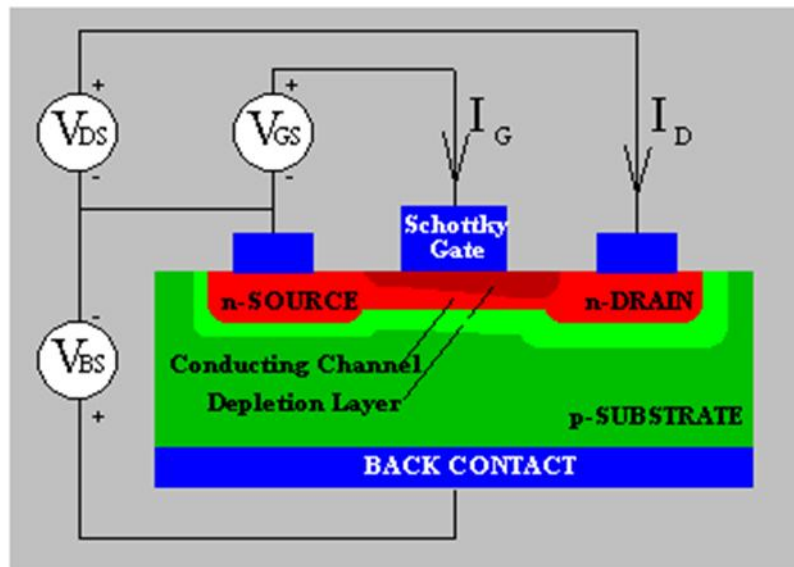 +
+
VDS
VGS
IG
ID
-
-
Schottky
Gate
n-SOURCE
n-DRAIN
-
VBS
Conducting Channel
+
Depletion Layer
p-SUBSTRATE
BACK CONTACT